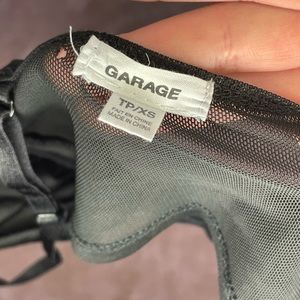 GARAGE
TP/XS
FAIT EN CHINE
MADE IN CHINA